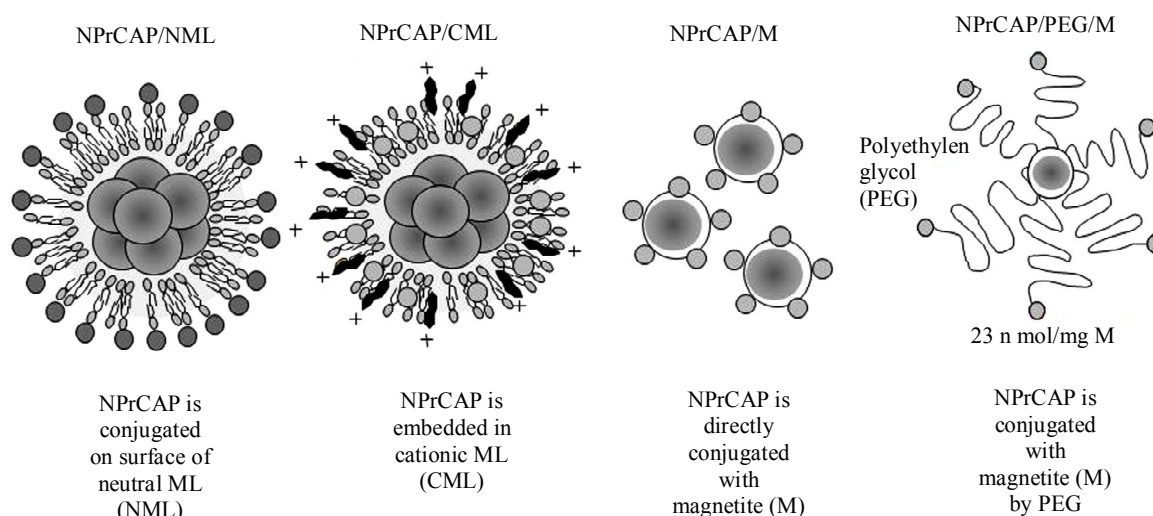 NPrCAP/NML
NPrCAP/CML
NPrCAP/M
NPrCAP/PEG/M
+
+
+
+
+
+
+
+
+
+
+
+
Polyethylen
glycol
(PEG)
23 n mol/mg M
NPrCAP is
conjugated
on surface of
neutral ML
(NML)
NPrCAP is
embedded in
cationic ML
(CML)
NPrCAP is
directly
conjugated
with
magnetite (M)
NPrCAP is
conjugated
with
magnetite (M)
by PEG